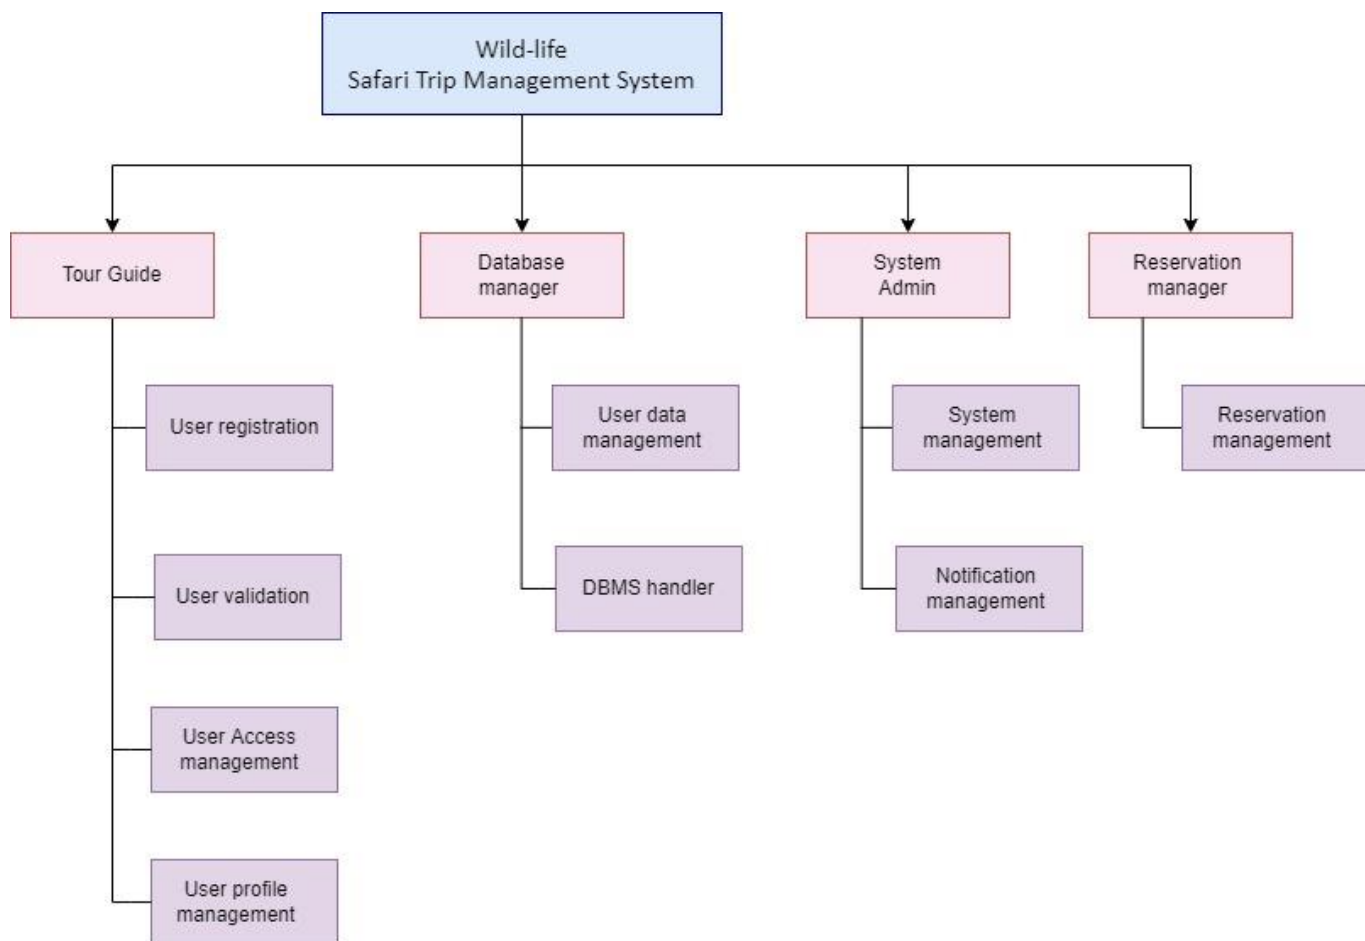 Wild-life
Safari Trip Management System
Tour Guide
Database
manager
System
Admin
Reservation
manager
User registration
User validation
User Access
management
User profile
management
User data
management
DBMS handler
System
management
Notification
management
Reservation
management